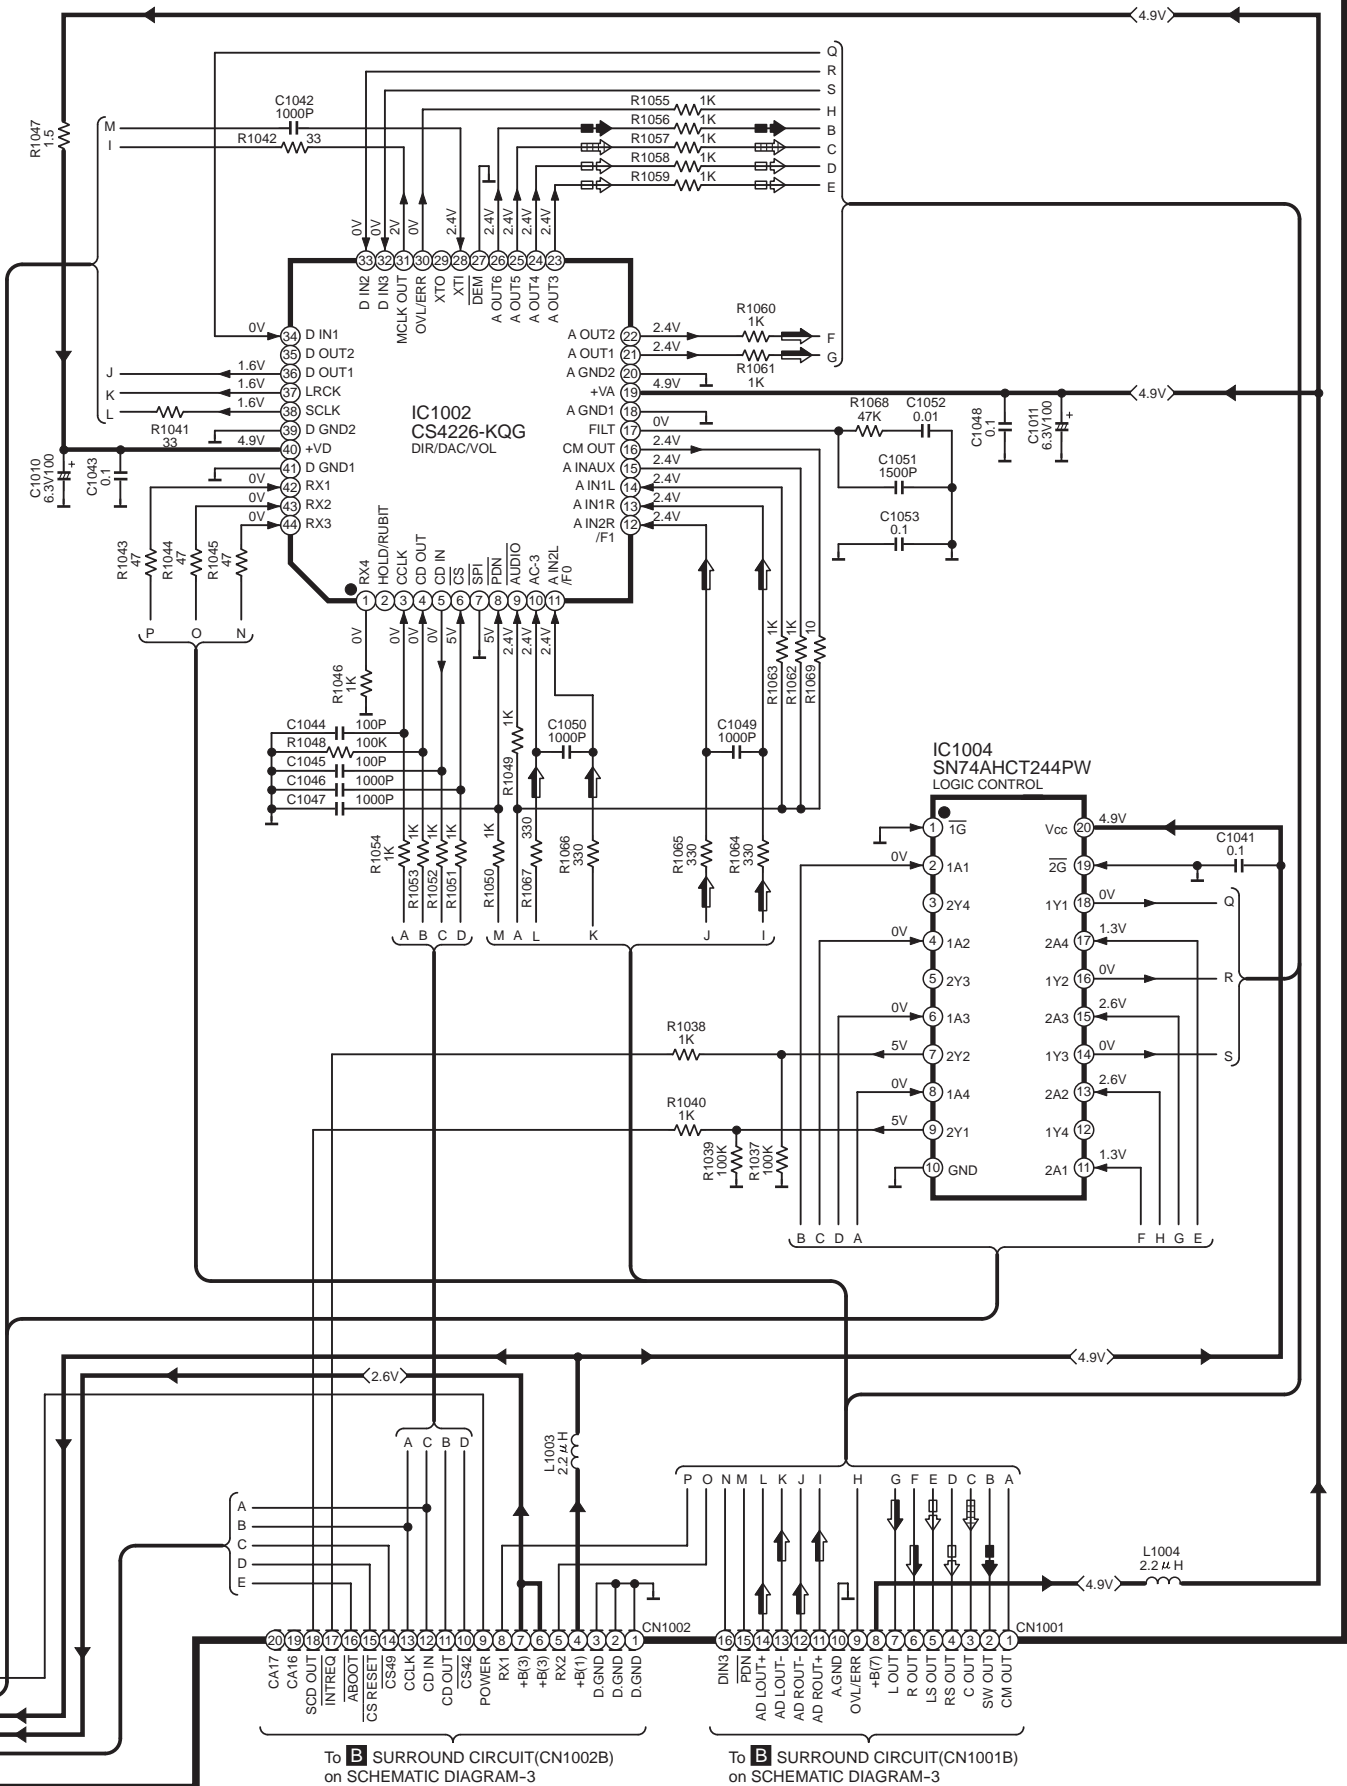 4.9V
R1047
1.5
M
I
C1042
1000P
R1042 33
R1055 1K
R1056 1K
R1057 1K
R1058 1K
R1059 1K
Q
R
S
H
B
C
D
E
0V 0V 2V 0V 2.4V 2.4V 2.4V 2.4V 2.4V
33 32 31 30 29 28 27 26 25 24 23
D IN2
D IN3
MCLK OUT
OVL/ERR
XTO
XTI
DEM
A OUT6
A OUT5
A OUT4
A OUT3
0V 34 D IN1
35 D OUT2
J 1.6V 36 D OUT1
K 1.6V 37 LRCK
L 1.6V 38 SCLK
R1041
33
39 D GND2
4.9V 40 +VD
41 D GND1
0V 42 RX1
0V 43 RX2
0V 44 RX3
C1010
6.3V100
+
C1043
0.1
IC1002
CS4226-KQG
DIR/DAC/VOL
A OUT2 22 2.4V
A OUT1 21 2.4V
A GND2 20
+VA 19 4.9V
A GND1 18
FILT 17 0V
CM OUT 16 2.4V
A INAUX 15 2.4V
A IN1L 14 2.4V
A IN1R 13 2.4V
A IN2R 12 2.4V
/F1
R1060
1K
R1061
1K
F
G
4.9V
R1068
47K
C1052
0.01
C1051
1500P
C1053
0.1
C1048
0.1
C1011
6.3V100
+
R1043
47
R1044
47
R1045
47
P O N
RX4
HOLD/RUBIT
CCLK
CD OUT
CD IN
CS
SPI
PDN
AUDIO
AC-3
A IN2L
/F0
1 2 3 4 5 6 7 8 9 10 11
0V 0V 0V 0V 5V 5V 2.4V 2.4V 2.4V
R1046
1K
C1044 100P
R1048 100K
C1045 100P
C1046 1000P
C1047 1000P
R1049 1K
C1050
1000P
C1049
1000P
R1063 1K
R1062 1K
R1069 10
R1054
1K
R1053 1K
R1052 1K
R1051 1K
R1050 1K
R1067 330
R1066
330
R1065
330
R1064
330
A B C D M A L K J I
IC1004
SN74AHCT244PW
LOGIC CONTROL
1 1G
0V 2 1A1
3 2Y4
0V 4 1A2
5 2Y3
0V 6 1A3
5V 7 2Y2
0V 8 1A4
5V 9 2Y1
10 GND
Vcc 20 4.9V
2G 19
1Y1 18 0V
2A4 17 1.3V
1Y2 16 0V
2A3 15 2.6V
1Y3 14 0V
2A2 13 2.6V
1Y4 12
2A1 11 1.3V
C1041
0.1
Q
R
S
R1038
1K
R1040
1K
R1039
100K
R1037
100K
B C D A F H G E
4.9V
2.6V
L1003
2.2 μ H
A C B D
A
B
C
D
E
P O N M L K J I H G F E D C B A
L1004
2.2 μ H
4.9V
20 19 18 17 16 15 14 13 12 11 10 9 8 7 6 5 4 3 2 1 CN1002
CA17
CA16
SCD OUT
INTREQ
ABOOT
CS RESET
CS49
CCLK
CD IN
CD OUT
CS42
POWER
RX1
+B(3)
+B(3)
RX2
+B(1)
D.GND
D.GND
D.GND
16 15 14 13 12 11 10 9 8 7 6 5 4 3 2 1 CN1001
DIN3
PDN
AD LOUT+
AD LOUT-
AD ROUT-
AD ROUT+
A.GND
OVL/ERR
+B(7)
L OUT
R OUT
LS OUT
RS OUT
C OUT
SW OUT
CM OUT
To B SURROUND CIRCUIT(CN1002B)
on SCHEMATIC DIAGRAM-3
To B SURROUND CIRCUIT(CN1001B)
on SCHEMATIC DIAGRAM-3